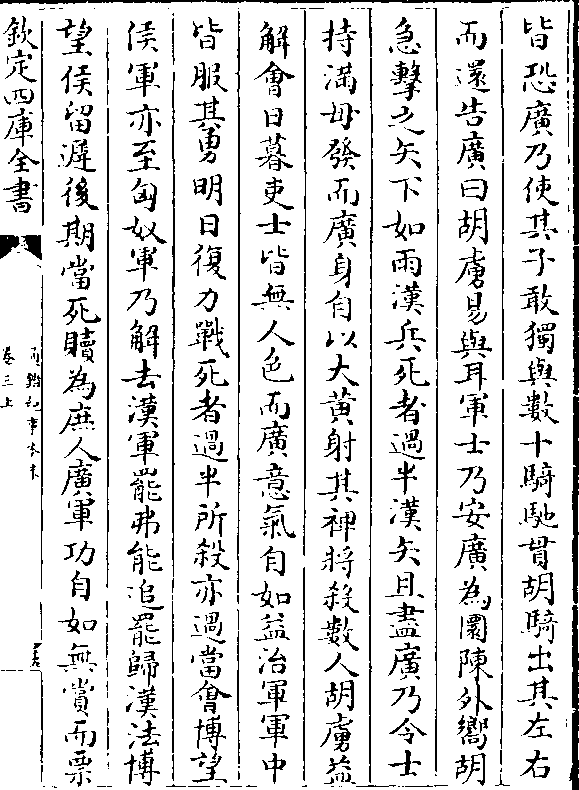 皆恐廣乃使其子敢獨與數十騎馳貫胡騎出其左右
而還告廣曰胡虜易與耳軍士乃安廣為圜陳外嚮胡
急擊之矢下如雨漢兵死者過半漢矢且盡廣乃令士
持滿毋發而廣身自以大黃射其裨將殺數人胡虜益
解會日暮吏士皆無人色而廣意氣自如益治軍軍中
皆服其勇明日復力戰死者過半所殺亦過當會博望
侯軍亦至匈奴軍乃解去漢軍罷弗能追罷歸漢法博
望侯留遲後期當死贖為庶人廣軍功自如無賞而票
欽定四庫全書
卷三上